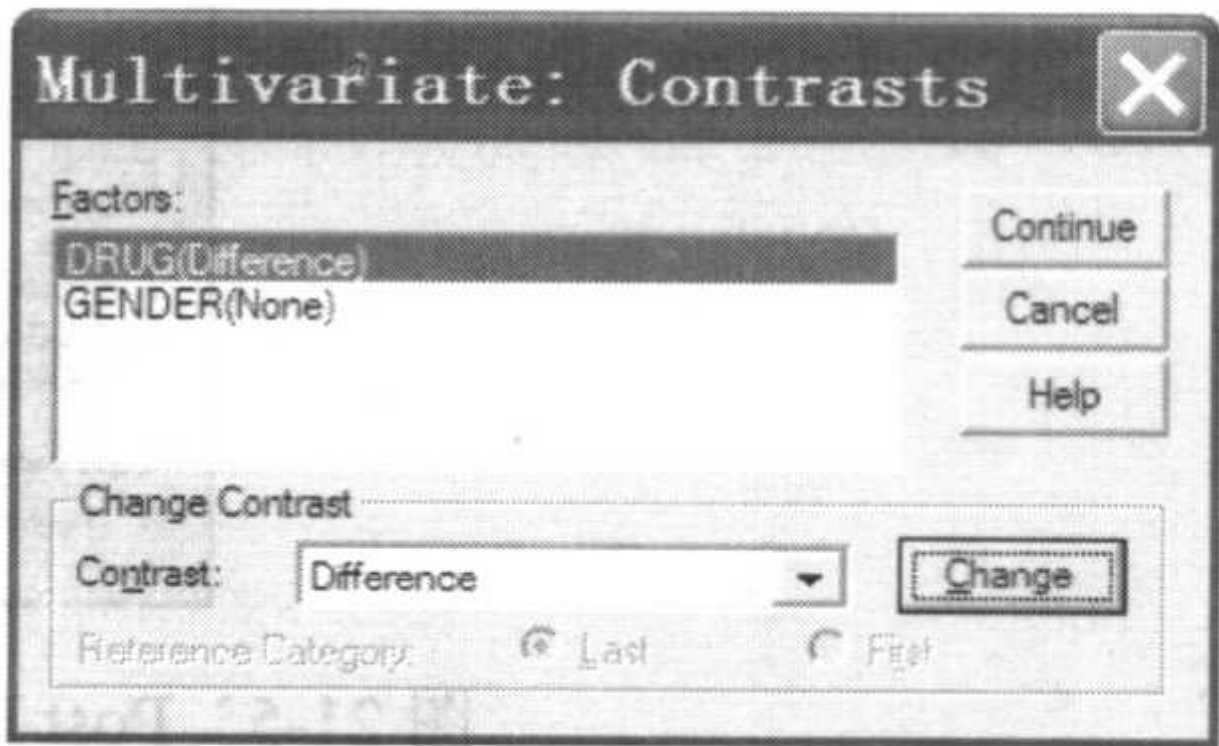 Multivariate: Contrasts
Factors:
DRUG(Difference)
GENDER(None)
Continue
Cancel
Help
Change Contrast
Contrast: Difference Change
Reference Category: Last First